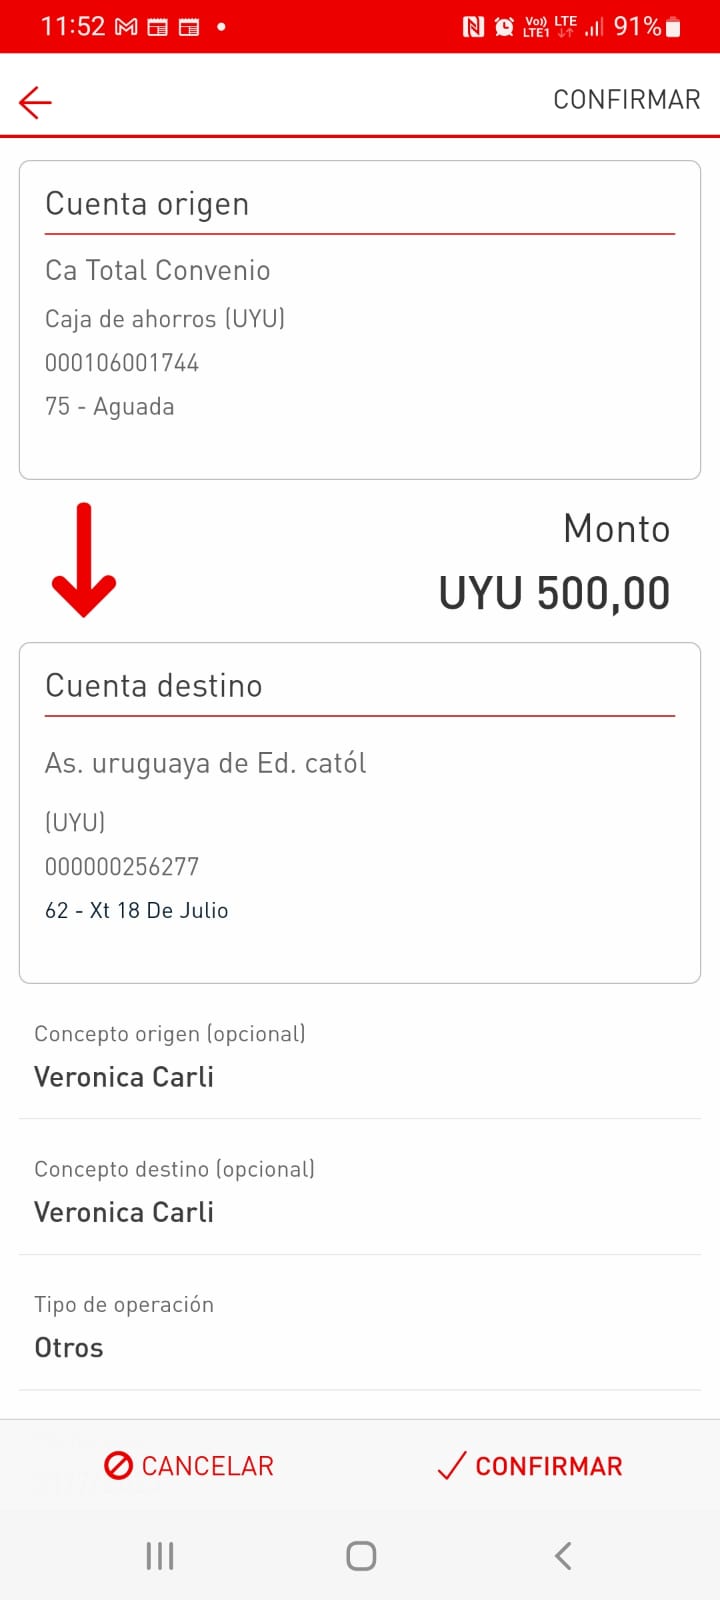 11:52
Vo)) LTE
LTE1
91%
CONFIRMAR
Cuenta origen
Ca Total Convenio
Caja de ahorros (UYU)
000106001744
75 - Aguada
Monto
UYU 500,00
Cuenta destino
As. uruguaya de Ed. catól
(UYU)
000000256277
62 - Xt 18 De Julio
Concepto origen (opcional)
Veronica Carli
Concepto destino (opcional)
Veronica Carli
Tipo de operación
Otros
CANCELAR
CONFIRMAR